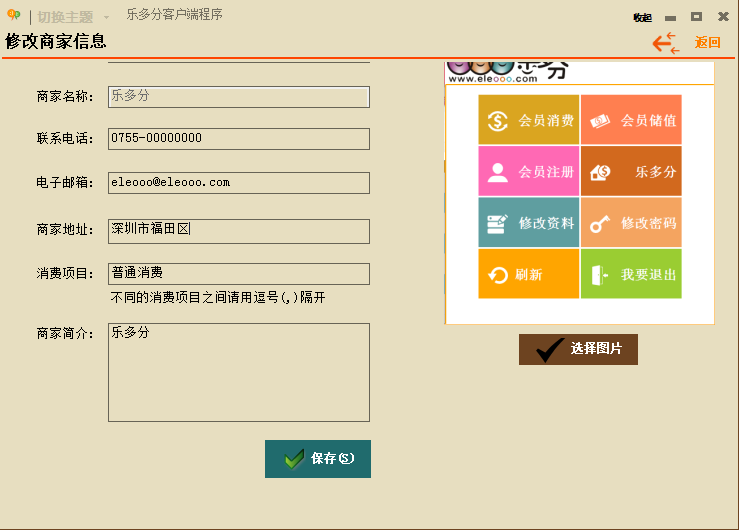 切换主题 乐多分客户端程序 收起
修改商家信息 返回
商家名称： 乐多分
联系电话： 0755-00000000
电子邮箱： eleooo@eleooo.com
商家地址： 深圳市福田区
消费项目： 普通消费
不同的消费项目之间请用逗号(,)隔开
商家简介： 乐多分
保存(S)
乐多分
www.eleooo.com
会员消费 会员储值
会员注册 乐多分
修改资料 修改密码
刷新 我要退出
选择图片